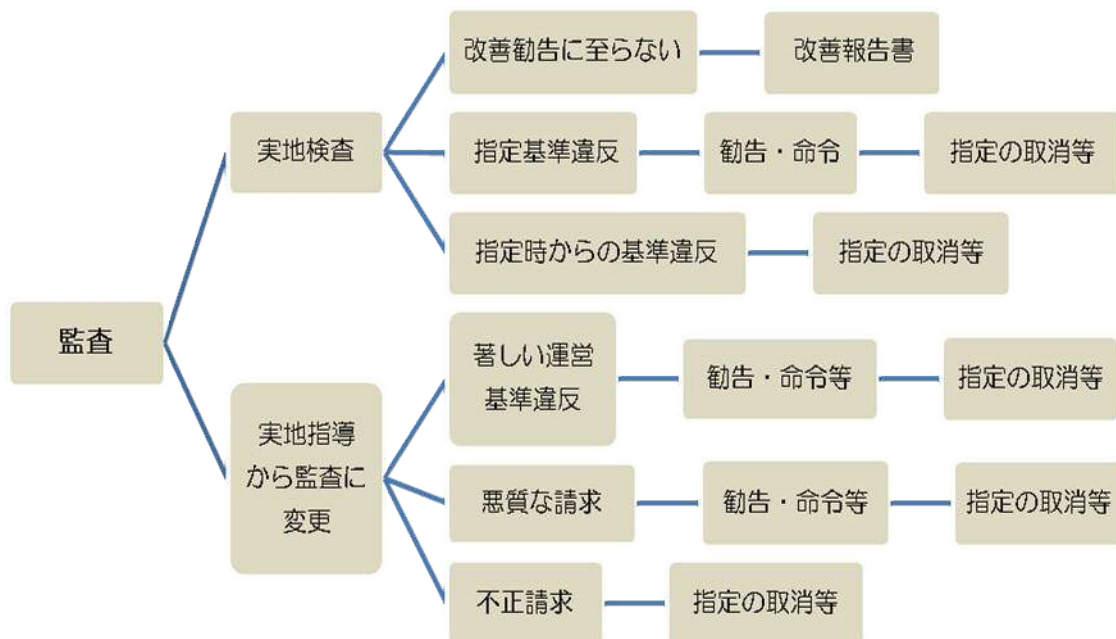 改善勧告に至らない
改善報告書
実地検査
指定基準違反
勧告・命令
指定の取消等
指定時からの基準違反
指定の取消等
監査
著しい運営
基準違反
勧告・命令等
指定の取消等
実地指導
から監査に
変更
悪質な請求
勧告・命令等
指定の取消等
不正請求
指定の取消等